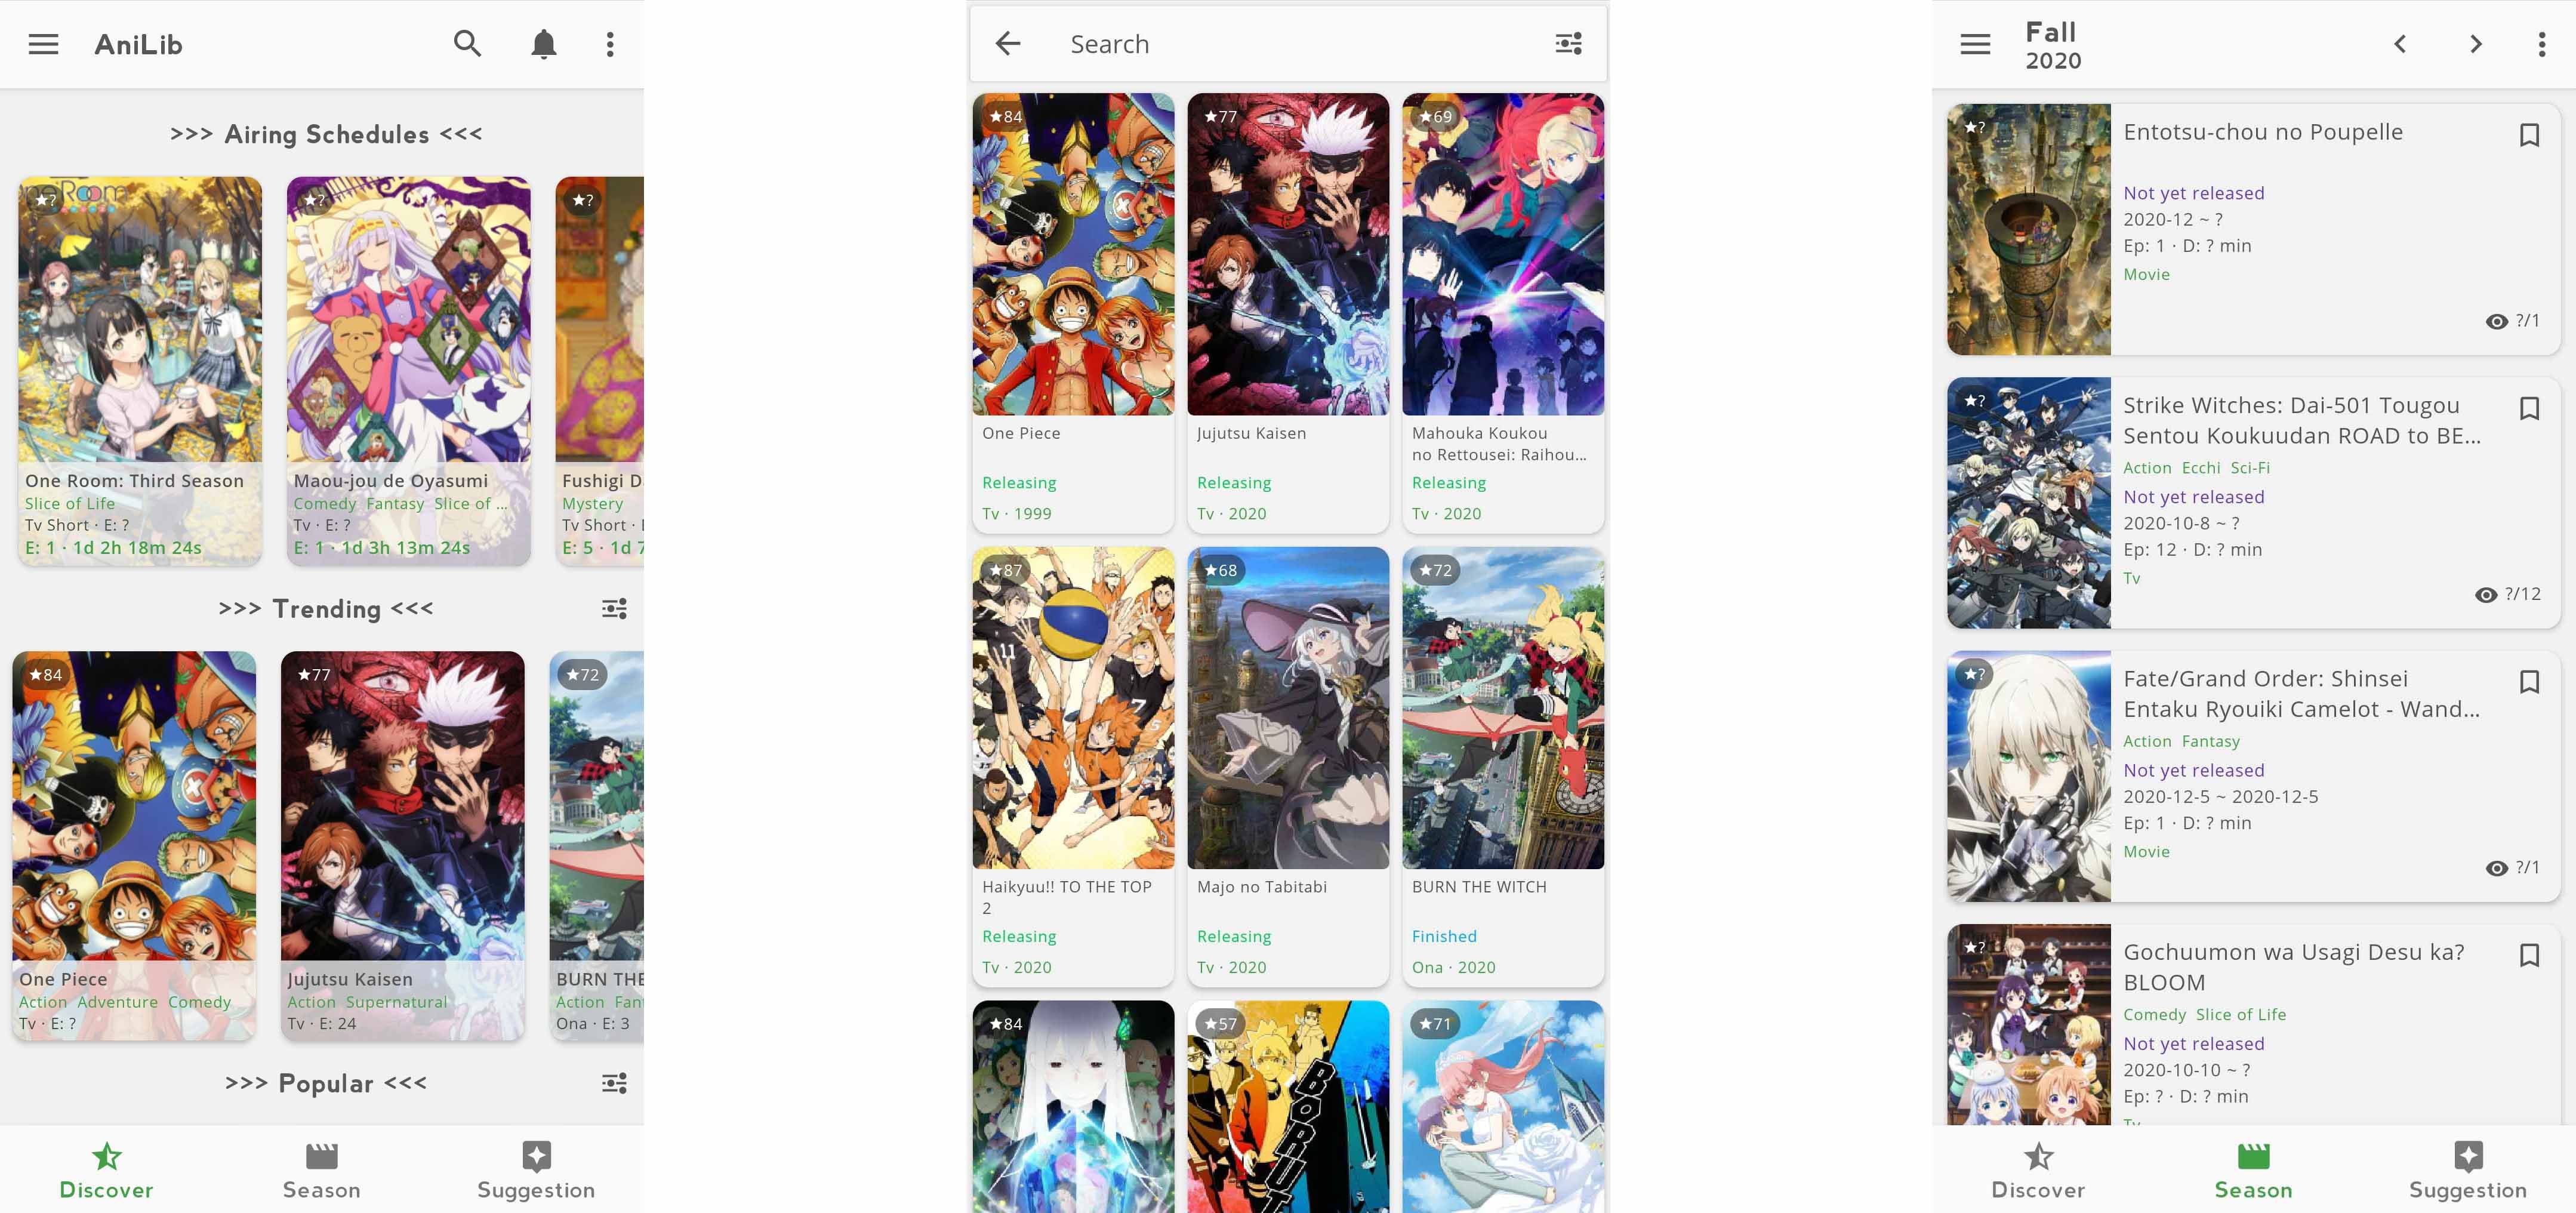 AniLib
>>> Airing Schedules <<<
neRoom
★?
★?
★?
One Room: Third Season
Slice of Life
Tv Short · E: ?
E: 1 · 1d 2h 18m 24s
Maou-jou de Oyasumi
Comedy Fantasy Slice of ...
Tv · E: ?
E: 1 · 1d 3h 13m 24s
Fushigi D
Mystery
Tv Short ·
E: 5 · 1d 7
>>> Trending <<<
★84
★77
★72
One Piece
Action Adventure Comedy
Tv · E: ?
Jujutsu Kaisen
Action Supernatural
Tv · E: 24
BURN THE
Action Fan
Ona · E: 3
>>> Popular <<<
Discover
Season
Suggestion
Search
★84
★77
★69
One Piece
Releasing
Tv · 1999
Jujutsu Kaisen
Releasing
Tv · 2020
Mahouka Koukou
no Rettousei: Raihou...
Releasing
Tv · 2020
★87
★68
★72
Haikyuu!! TO THE TOP
2
Releasing
Tv · 2020
Majo no Tabitabi
Releasing
Tv · 2020
BURN THE WITCH
Finished
Ona · 2020
★84
★57
★71
BORUT
Fall
2020
★?
Entotsu-chou no Poupelle
Not yet released
2020-12 ~ ?
Ep: 1 · D: ? min
Movie
?/1
★?
Strike Witches: Dai-501 Tougou
Sentou Koukuudan ROAD to BE...
Action Ecchi Sci-Fi
Not yet released
2020-10-8 ~ ?
Ep: 12 · D: ? min
Tv
?/12
★?
Fate/Grand Order: Shinsei
Entaku Ryouiki Camelot - Wand...
Action Fantasy
Not yet released
2020-12-5 ~ 2020-12-5
Ep: 1 · D: ? min
Movie
?/1
★?
Gochuumon wa Usagi Desu ka?
BLOOM
Comedy Slice of Life
Not yet released
2020-10-10 ~ ?
Ep: ? · D: ? min
Tv
Discover
Season
Suggestion